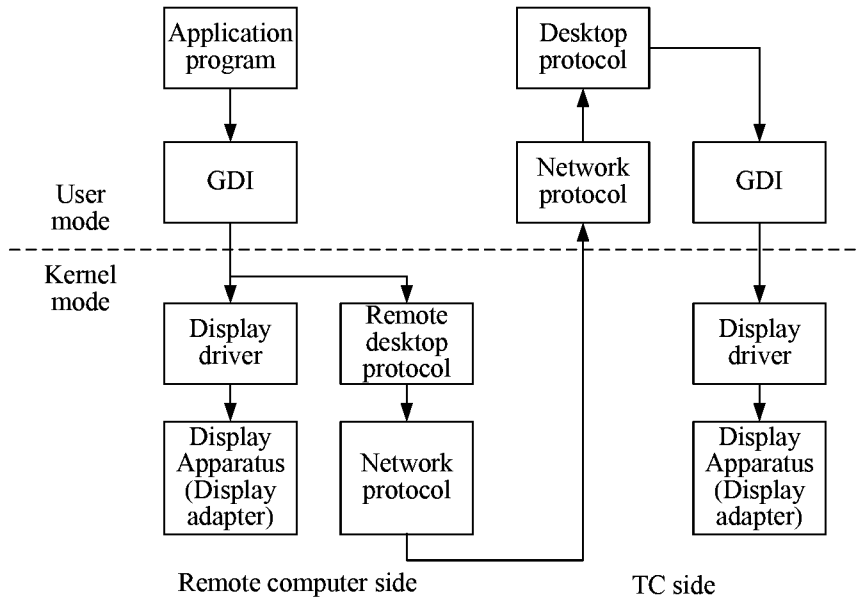 Application
program
Desktop
protocol
GDI
Network
protocol
GDI
User
mode
Kernel
mode
Display
driver
Remote
desktop
protocol
Display
driver
Display
Apparatus
(Display
adapter)
Network
protocol
Display
Apparatus
(Display
adapter)
Remote computer side
TC side